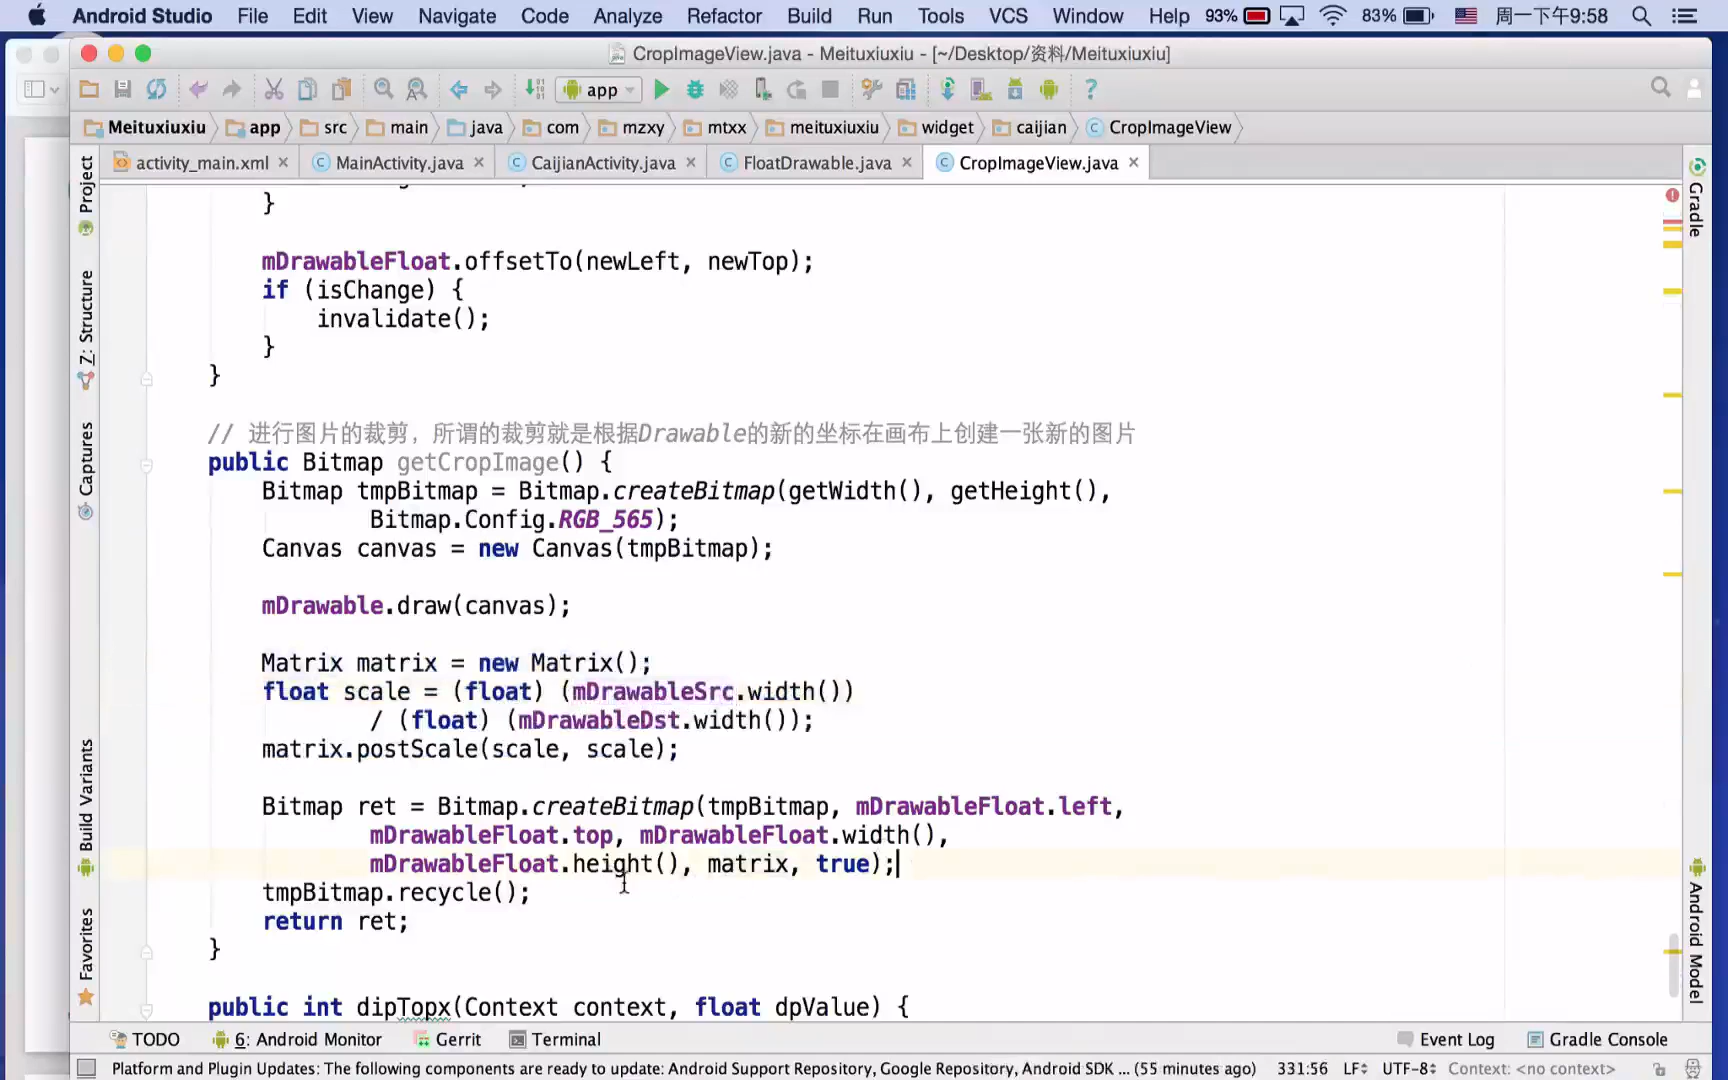 Android Studio File Edit View Navigate Code Analyze Refactor Build Run Tools VCS Window Help 93% 83% 周一下午9:58
CropImageView.java - Meituxiuxiu - [~/Desktop/资料/Meituxiuxiu]
app
Meituxiuxiu app src main java com mzxy mtxx meituxiuxiu widget caijian CropImageView
activity_main.xml MainActivity.java CaijianActivity.java FloatDrawable.java CropImageView.java
Project
Z: Structure
Captures
Build Variants
Favorites
Gradle
Android Model
}
mDrawableFloat.offsetTo(newLeft, newTop);
if (isChange) {
invalidate();
}
}
// 进行图片的裁剪，所谓的裁剪就是根据Drawable的新的坐标在画布上创建一张新的图片
public Bitmap getCropImage() {
Bitmap tmpBitmap = Bitmap.createBitmap(getWidth(), getHeight(),
Bitmap.Config.RGB_565);
Canvas canvas = new Canvas(tmpBitmap);
mDrawable.draw(canvas);
Matrix matrix = new Matrix();
float scale = (float) (mDrawableSrc.width())
/ (float) (mDrawableDst.width());
matrix.postScale(scale, scale);
Bitmap ret = Bitmap.createBitmap(tmpBitmap, mDrawableFloat.left,
mDrawableFloat.top, mDrawableFloat.width(),
mDrawableFloat.height(), matrix, true);
tmpBitmap.recycle();
return ret;
}
public int dipTopx(Context context, float dpValue) {
TODO 6: Android Monitor Gerrit Terminal Event Log Gradle Console
Platform and Plugin Updates: The following components are ready to update: Android Support Repository, Google Repository, Android SDK ... (55 minutes ago) 331:56 LF UTF-8 Context: <no context>